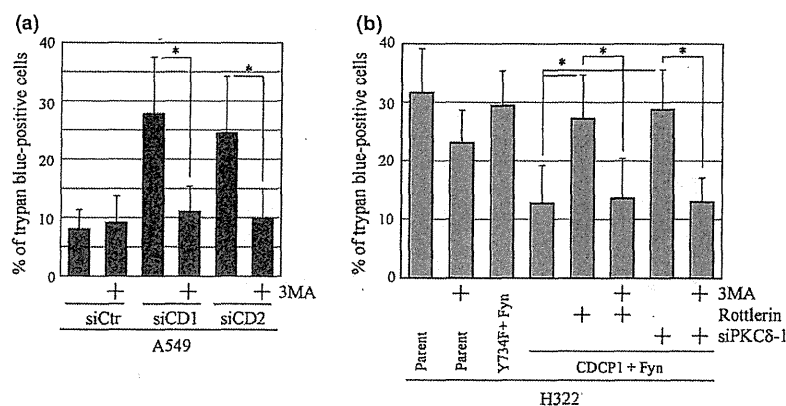 (a)
% of trypan blue-positive cells
40
30
20
10
0
* *
+ + + 3MA
siCtr siCD1 siCD2
A549
(b)
% of trypan blue-positive cells
40
30
20
10
0
* * *
+ + + 3MA
+ + Rottlerin
+ + siPKCδ-1
Parent
Parent
Y734F+ Fyn
CDCP1 + Fyn
H322